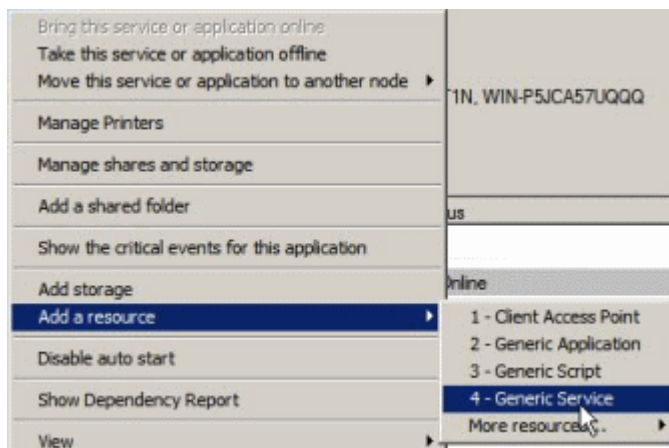 Bring this service or application online
Take this service or application offline
Move this service or application to another node
T1N, WIN-P5JCA57UQQQ
Manage Printers
Manage shares and storage
Add a shared folder
us
Show the critical events for this application
Online
Add storage
Add a resource
1 - Client Access Point
2 - Generic Application
Disable auto start
3 - Generic Script
4 - Generic Service
Show Dependency Report
More resources...
View